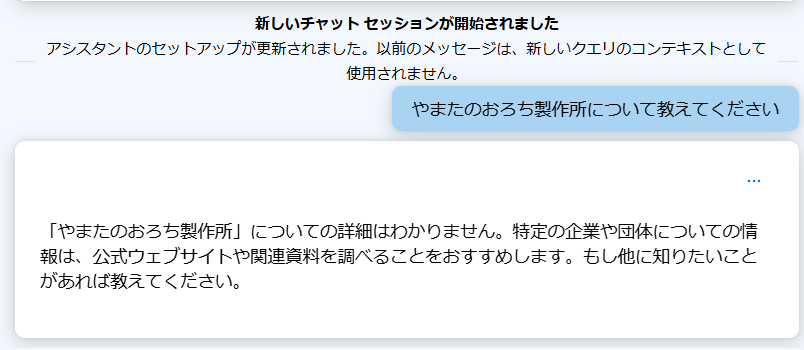 新しいチャット セッションが開始されました
アシスタントのセットアップが更新されました。以前のメッセージは、新しいクエリのコンテキストとして
使用されません。
やまたのおろち製作所について教えてください
...
「やまたのおろち製作所」についての詳細はわかりません。特定の企業や団体についての情
報は、公式ウェブサイトや関連資料を調べることをおすすめします。もし他に知りたいこと
があれば教えてください。